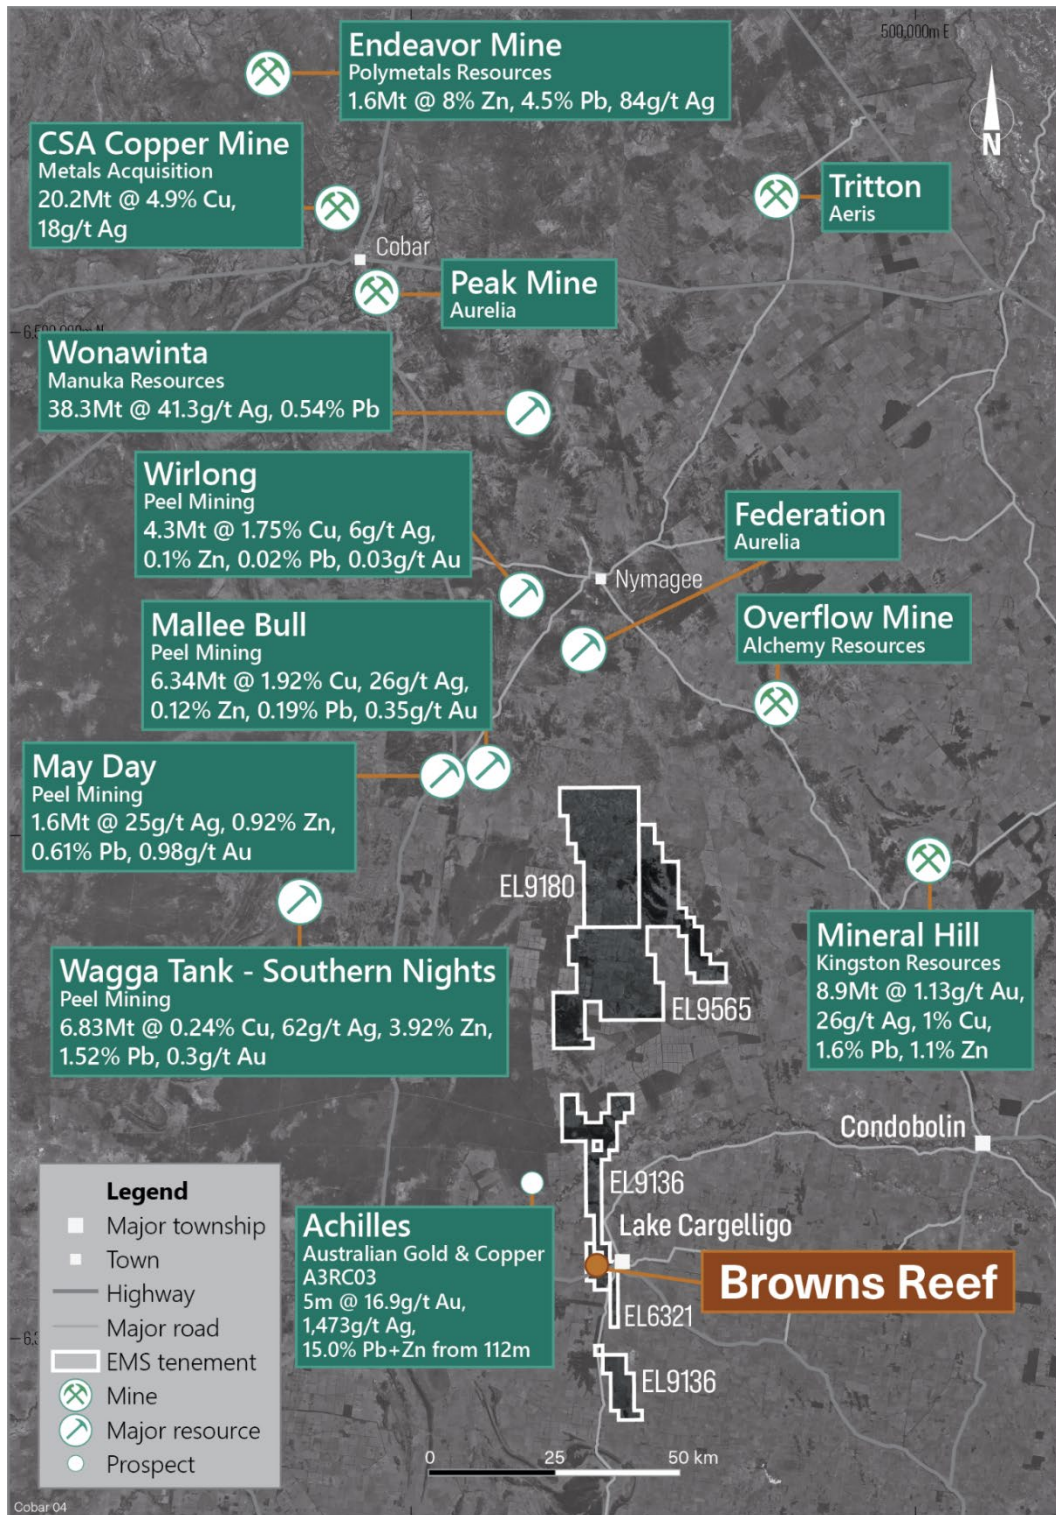 500,000m E
Endeavor Mine
Polymetals Resources
1.6Mt @ 8% Zn, 4.5% Pb, 84g/t Ag
N
CSA Copper Mine
Metals Acquisition
20.2Mt @ 4.9% Cu,
18g/t Ag
Tritton
Aeris
Cobar
Peak Mine
Aurelia
Wonawinta
Manuka Resources
38.3Mt @ 41.3g/t Ag, 0.54% Pb
Wirlong
Peel Mining
4.3Mt @ 1.75% Cu, 6g/t Ag,
0.1% Zn, 0.02% Pb, 0.03g/t Au
Federation
Aurelia
Nymagee
Mallee Bull
Peel Mining
6.34Mt @ 1.92% Cu, 26g/t Ag,
0.12% Zn, 0.19% Pb, 0.35g/t Au
Overflow Mine
Alchemy Resources
May Day
Peel Mining
1.6Mt @ 25g/t Ag, 0.92% Zn,
0.61% Pb, 0.98g/t Au
EL9180
Wagga Tank - Southern Nights
Peel Mining
6.83Mt @ 0.24% Cu, 62g/t Ag, 3.92% Zn,
1.52% Pb, 0.3g/t Au
EL9565
Mineral Hill
Kingston Resources
8.9Mt @ 1.13g/t Au,
26g/t Ag, 1% Cu,
1.6% Pb, 1.1% Zn
Condobolin
EL9136
Lake Cargelligo
Achilles
Australian Gold & Copper
A3RC03
5m @ 16.9g/t Au,
1,473g/t Ag,
15.0% Pb+Zn from 112m
Browns Reef
EL6321
EL9136
Legend
Major township
Town
Highway
Major road
EMS tenement
Mine
Major resource
Prospect
0 25 50 km
Cobar 04